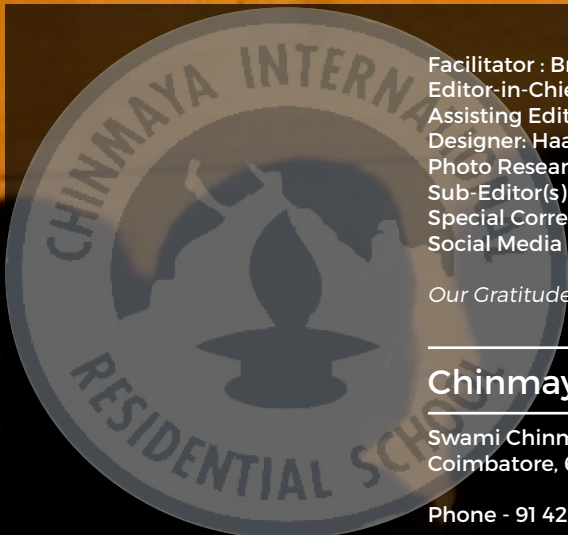 CHINMAYA INTERNATIONAL
RESIDENTIAL SCHOOL
Facilitator : Br
Editor-in-Chie
Assisting Edit
Designer: Haa
Photo Resear
Sub-Editor(s)
Special Corre
Social Media
Our Gratitude
Chinmay
Swami Chinm
Coimbatore, 6
Phone - 91 42